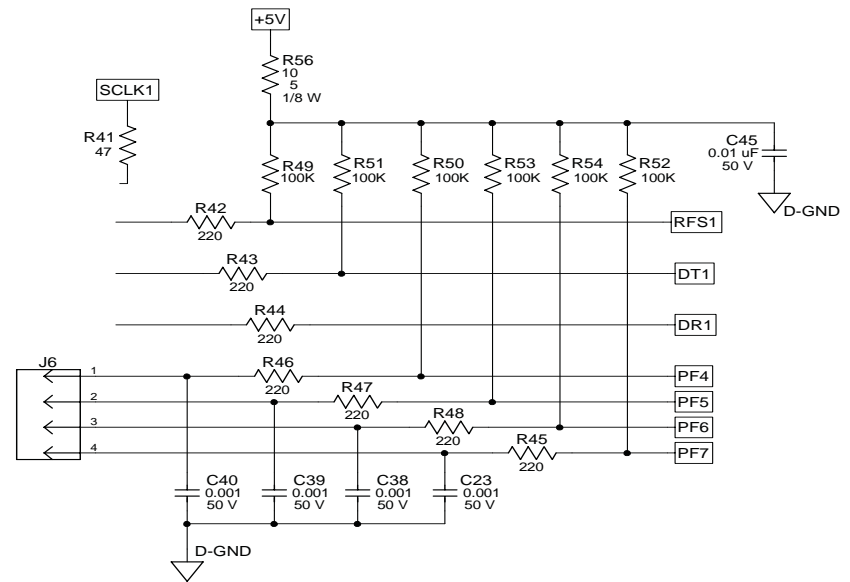 +5V
R56
10
5
1/8 W
SCLK1
R41
47
R49
100K
R51
100K
R50
100K
R53
100K
R54
100K
R52
100K
C45
0.01 uF
50 V
D-GND
R42
220
RFS1
R43
220
DT1
R44
220
DR1
J6
1
R46
220
PF4
2
R47
220
PF5
3
R48
220
PF6
4
R45
220
PF7
C40
0.001
50 V
C39
0.001
50 V
C38
0.001
50 V
C23
0.001
50 V
D-GND